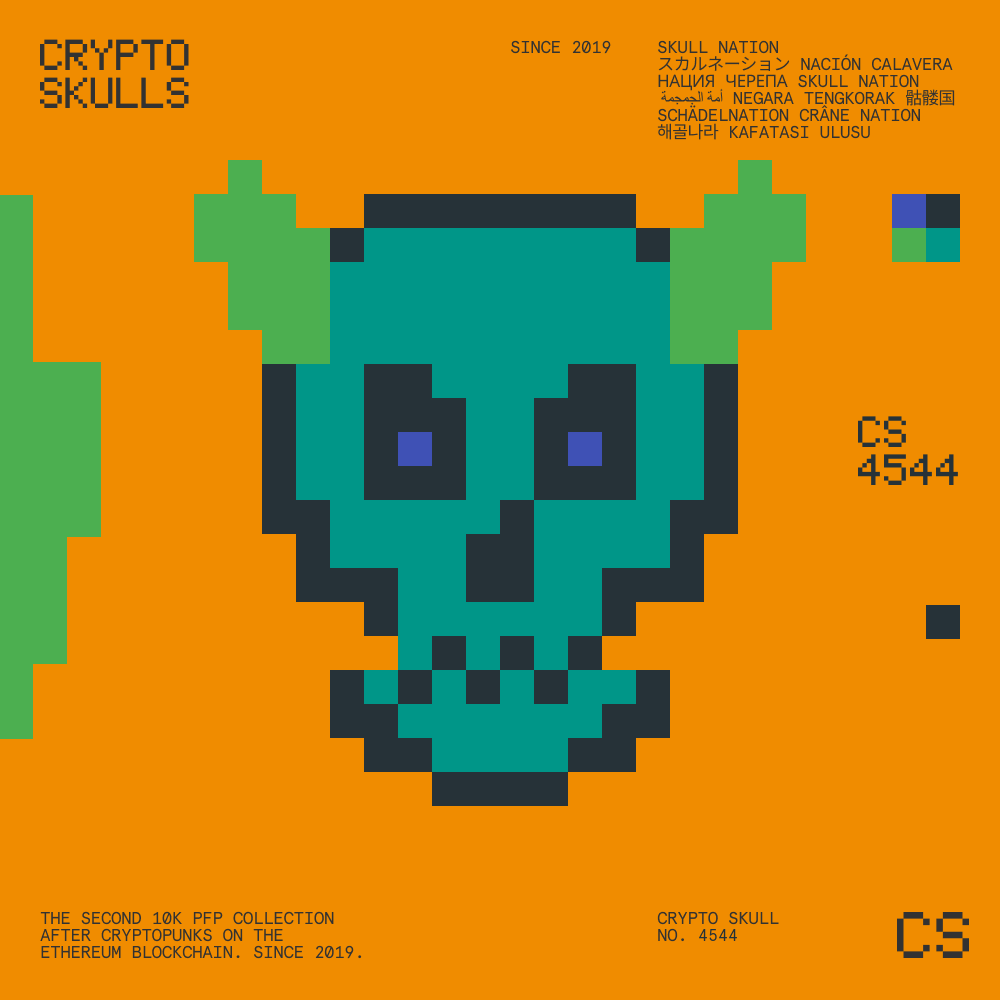 CRYPTO
SKULLS
SINCE 2019
SKULL NATION
スカルネーション NACIÓN CALAVERA
НАЦИЯ ЧЕРЕПА SKULL NATION
أمة الجمجمة NEGARA TENGKORAK 骷髅国
SCHÄDELNATION CRÂNE NATION
해골나라 KAFATASI ULUSU
CS
4544
THE SECOND 10K PFP COLLECTION
AFTER CRYPTOPUNKS ON THE
ETHEREUM BLOCKCHAIN. SINCE 2019.
CRYPTO SKULL
NO. 4544
CS